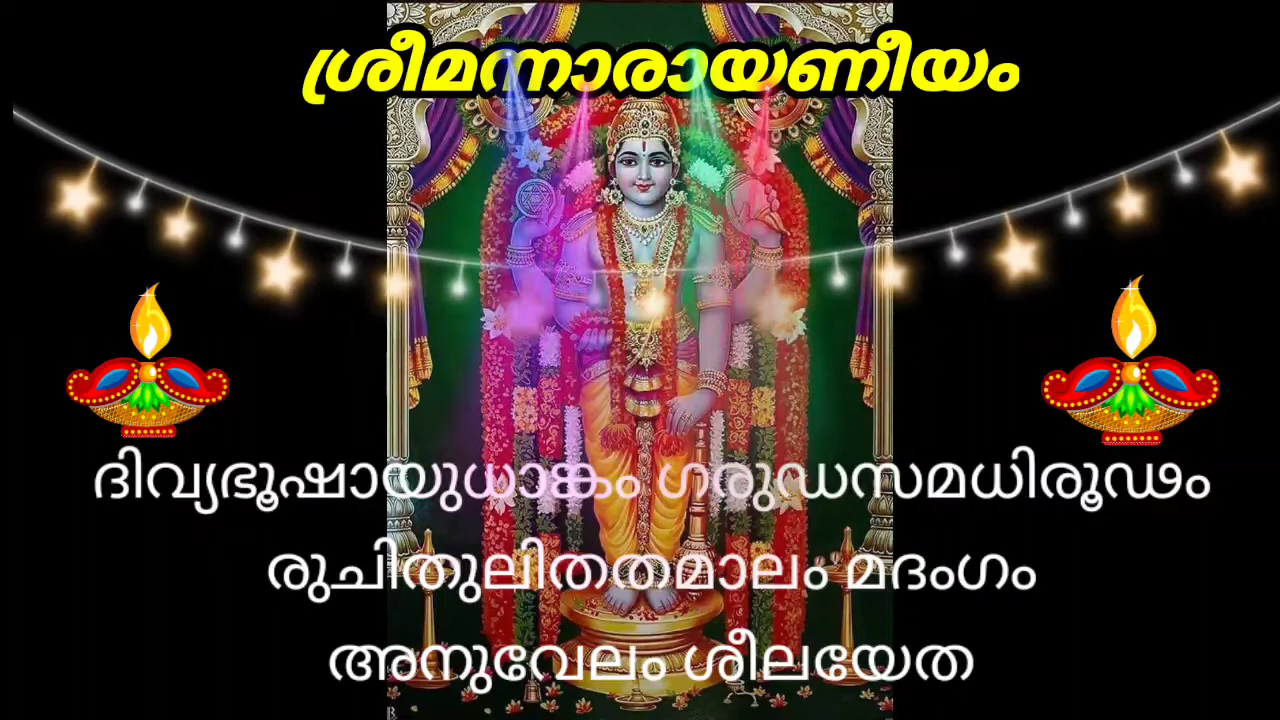 ശ്രീമന്നാരായണീയം
ദിവ്യഭൂഷായുധാങ്കം ഗരുഡസമധിരൂഢം
രുചിതുലിതതമാലം മദംഗം
അനുവേലം ശീലയേത